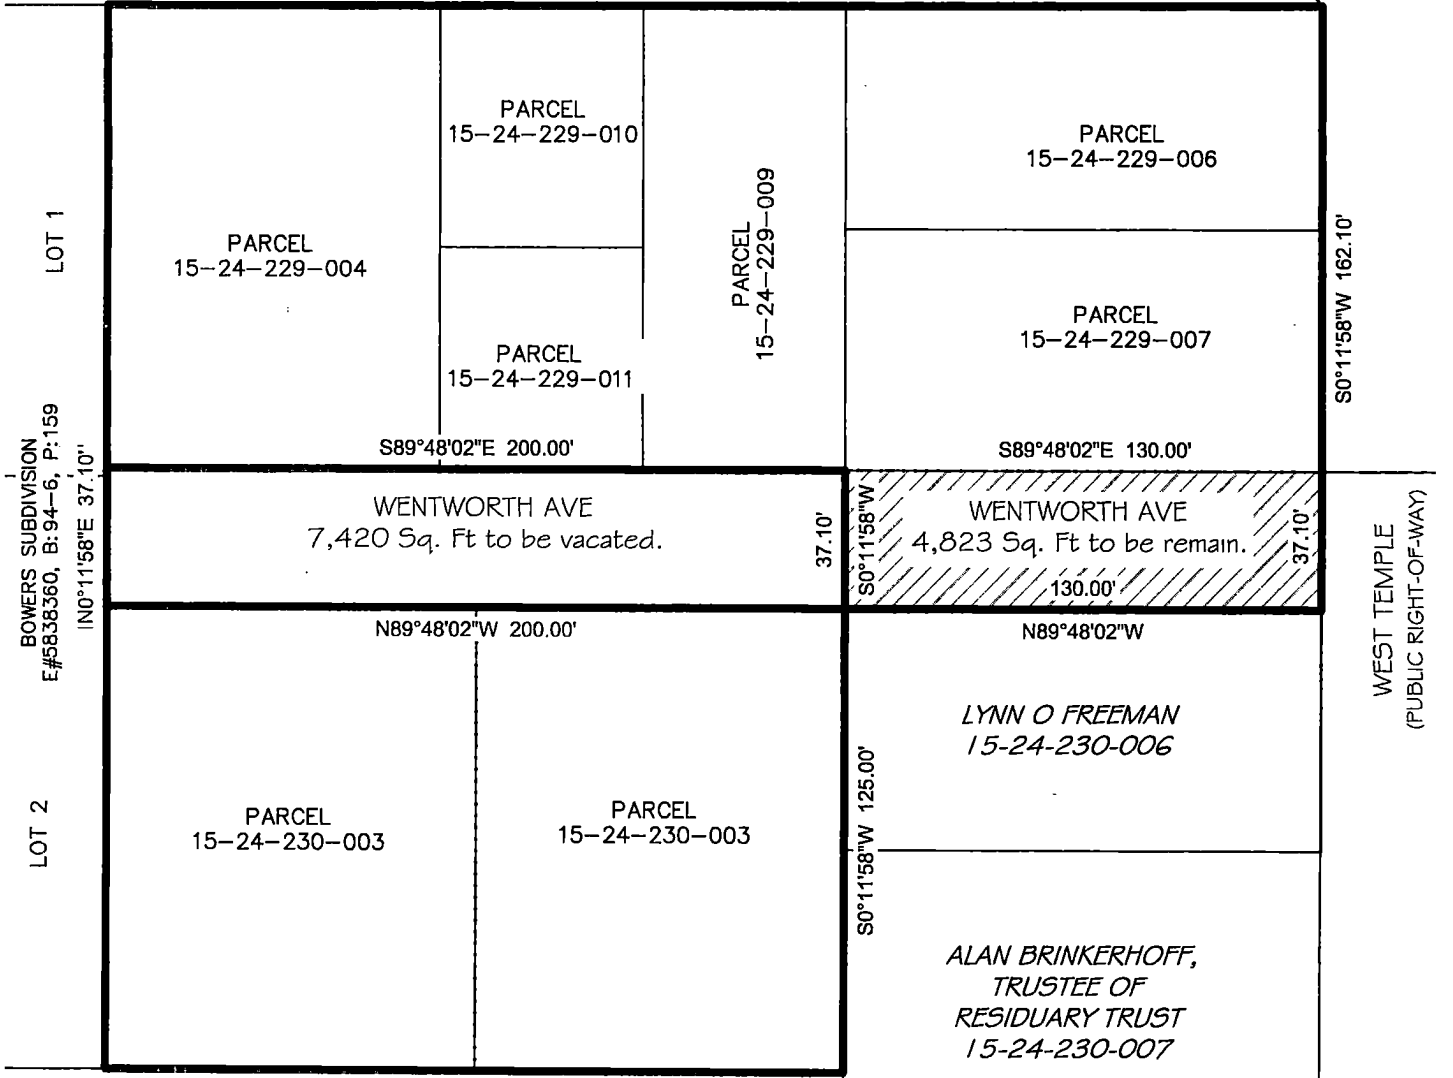 PARCEL
15-24-229-010
PARCEL
15-24-229-006
LOT 1
PARCEL
15-24-229-004
PARCEL
15-24-229-009
S0°11'58"W 162.10'
PARCEL
15-24-229-007
PARCEL
15-24-229-011
S89°48'02"E 200.00'
S89°48'02"E 130.00'
BOWERS SUBDIVISION
E#5838360, B:94-6, P:159
N0°11'58"E 37.10'
WENTWORTH AVE
7,420 Sq. Ft to be vacated.
37.10'
S0°11'58"W
WENTWORTH AVE
4,823 Sq. Ft to be remain.
130.00'
37.10'
WEST TEMPLE
(PUBLIC RIGHT-OF-WAY)
N89°48'02"W 200.00'
N89°48'02"W
LYNN O FREEMAN
15-24-230-006
LOT 2
PARCEL
15-24-230-003
PARCEL
15-24-230-003
S0°11'58"W 125.00'
ALAN BRINKERHOFF,
TRUSTEE OF
RESIDUARY TRUST
15-24-230-007